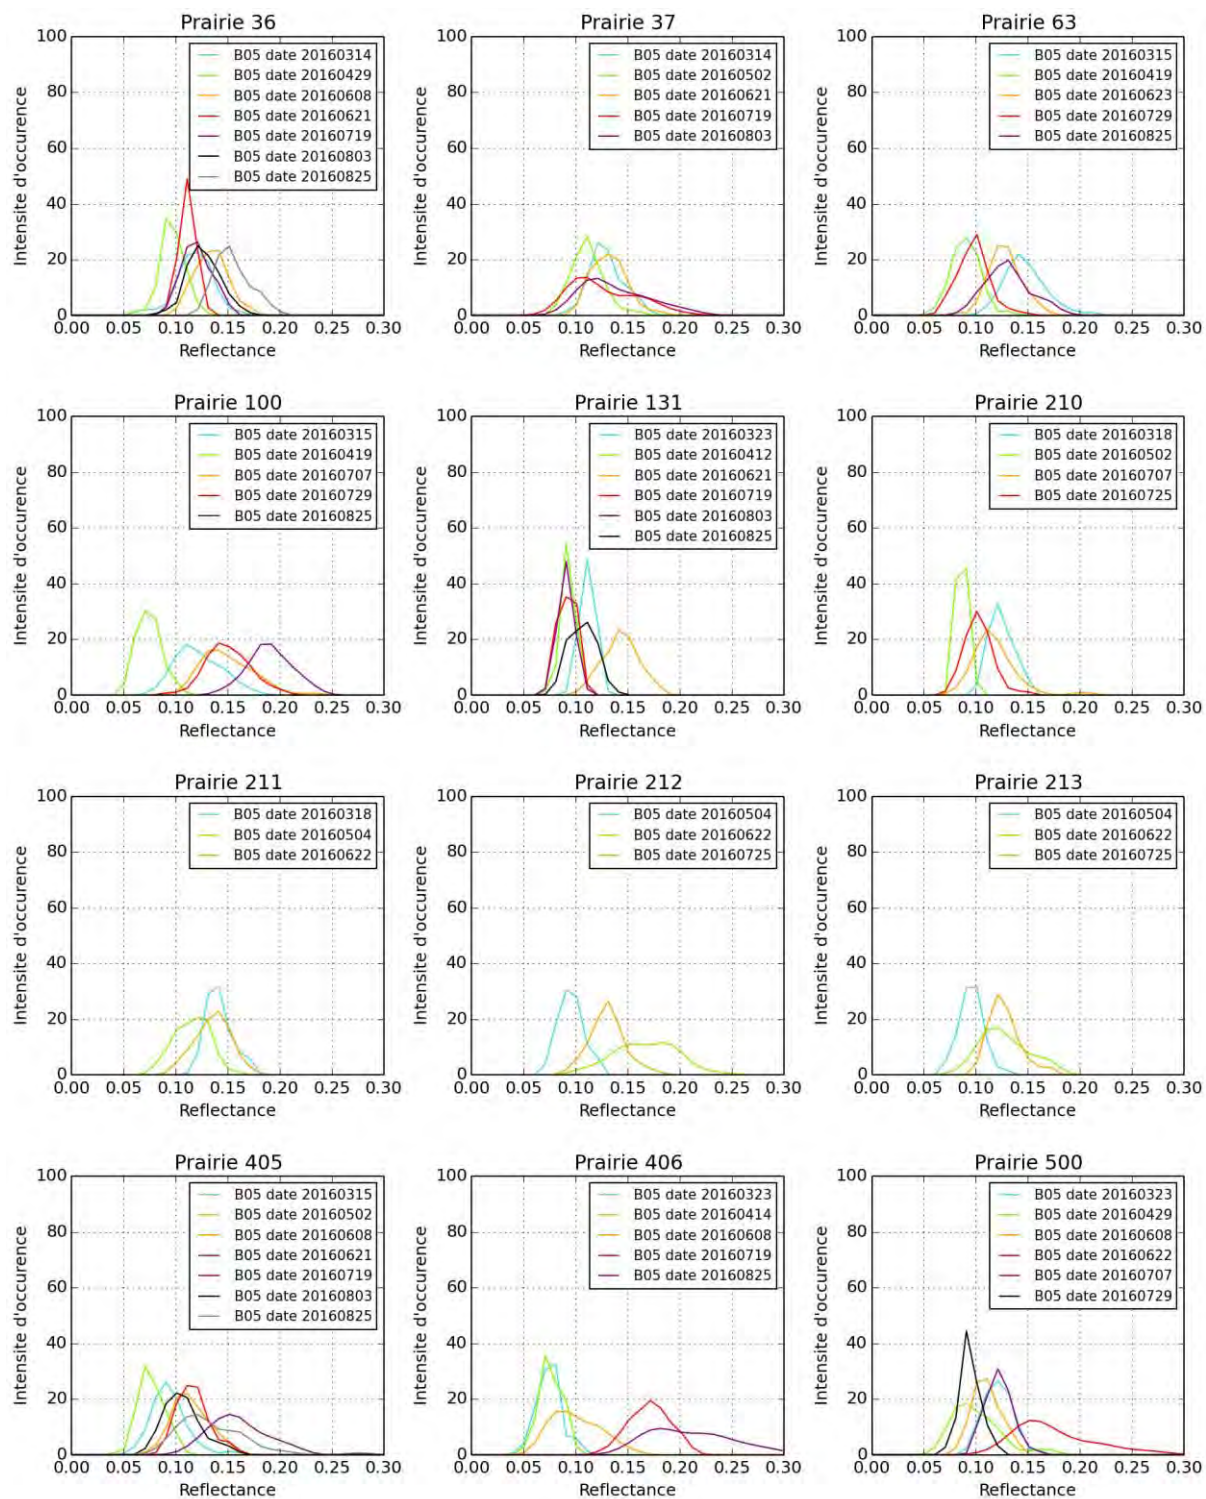 Prairie 36
100
80
60
40
20
0
Intensite d'occurence
B05 date 20160314
B05 date 20160429
B05 date 20160608
B05 date 20160621
B05 date 20160719
B05 date 20160803
B05 date 20160825
0.00 0.05 0.10 0.15 0.20 0.25 0.30
Reflectance
Prairie 37
100
80
60
40
20
0
Intensite d'occurence
B05 date 20160314
B05 date 20160502
B05 date 20160621
B05 date 20160719
B05 date 20160803
0.00 0.05 0.10 0.15 0.20 0.25 0.30
Reflectance
Prairie 63
100
80
60
40
20
0
Intensite d'occurence
B05 date 20160315
B05 date 20160419
B05 date 20160623
B05 date 20160729
B05 date 20160825
0.00 0.05 0.10 0.15 0.20 0.25 0.30
Reflectance
Prairie 100
100
80
60
40
20
0
Intensite d'occurence
B05 date 20160315
B05 date 20160419
B05 date 20160707
B05 date 20160729
B05 date 20160825
0.00 0.05 0.10 0.15 0.20 0.25 0.30
Reflectance
Prairie 131
100
80
60
40
20
0
Intensite d'occurence
B05 date 20160323
B05 date 20160412
B05 date 20160621
B05 date 20160719
B05 date 20160803
B05 date 20160825
0.00 0.05 0.10 0.15 0.20 0.25 0.30
Reflectance
Prairie 210
100
80
60
40
20
0
Intensite d'occurence
B05 date 20160318
B05 date 20160502
B05 date 20160707
B05 date 20160725
0.00 0.05 0.10 0.15 0.20 0.25 0.30
Reflectance
Prairie 211
100
80
60
40
20
0
Intensite d'occurence
B05 date 20160318
B05 date 20160504
B05 date 20160622
0.00 0.05 0.10 0.15 0.20 0.25 0.30
Reflectance
Prairie 212
100
80
60
40
20
0
Intensite d'occurence
B05 date 20160504
B05 date 20160622
B05 date 20160725
0.00 0.05 0.10 0.15 0.20 0.25 0.30
Reflectance
Prairie 213
100
80
60
40
20
0
Intensite d'occurence
B05 date 20160504
B05 date 20160622
B05 date 20160725
0.00 0.05 0.10 0.15 0.20 0.25 0.30
Reflectance
Prairie 405
100
80
60
40
20
0
Intensite d'occurence
B05 date 20160315
B05 date 20160502
B05 date 20160608
B05 date 20160621
B05 date 20160719
B05 date 20160803
B05 date 20160825
0.00 0.05 0.10 0.15 0.20 0.25 0.30
Reflectance
Prairie 406
100
80
60
40
20
0
Intensite d'occurence
B05 date 20160323
B05 date 20160414
B05 date 20160608
B05 date 20160719
B05 date 20160825
0.00 0.05 0.10 0.15 0.20 0.25 0.30
Reflectance
Prairie 500
100
80
60
40
20
0
Intensite d'occurence
B05 date 20160323
B05 date 20160429
B05 date 20160608
B05 date 20160622
B05 date 20160707
B05 date 20160729
0.00 0.05 0.10 0.15 0.20 0.25 0.30
Reflectance